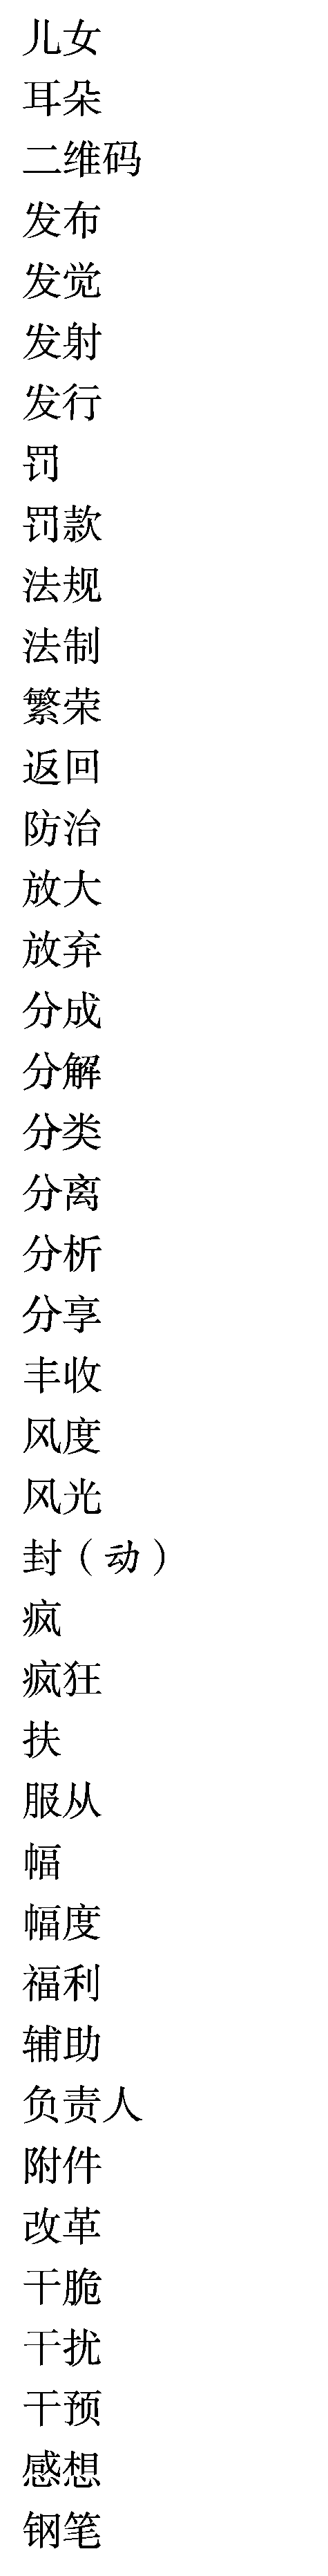 儿女
耳朵
二维码
发布
发觉
发射
发行
罚
罚款
法规
法制
繁荣
返回
防治
放大
放弃
分成
分解
分类
分离
分析
分享
丰收
风度
风光
封（动）
疯
疯狂
扶
服从
幅
幅度
福利
辅助
负责人
附件
改革
干脆
干扰
干预
感想
钢笔